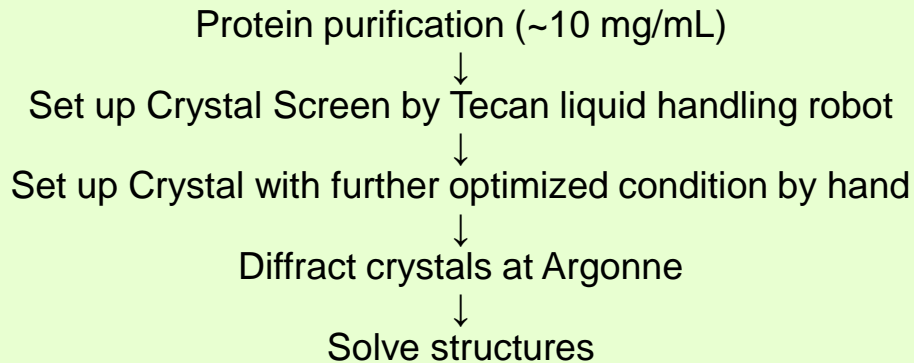 Protein purification (~10 mg/mL)
↓
Set up Crystal Screen by Tecan liquid handling robot
↓
Set up Crystal with further optimized condition by hand
↓
Diffract crystals at Argonne
↓
Solve structures